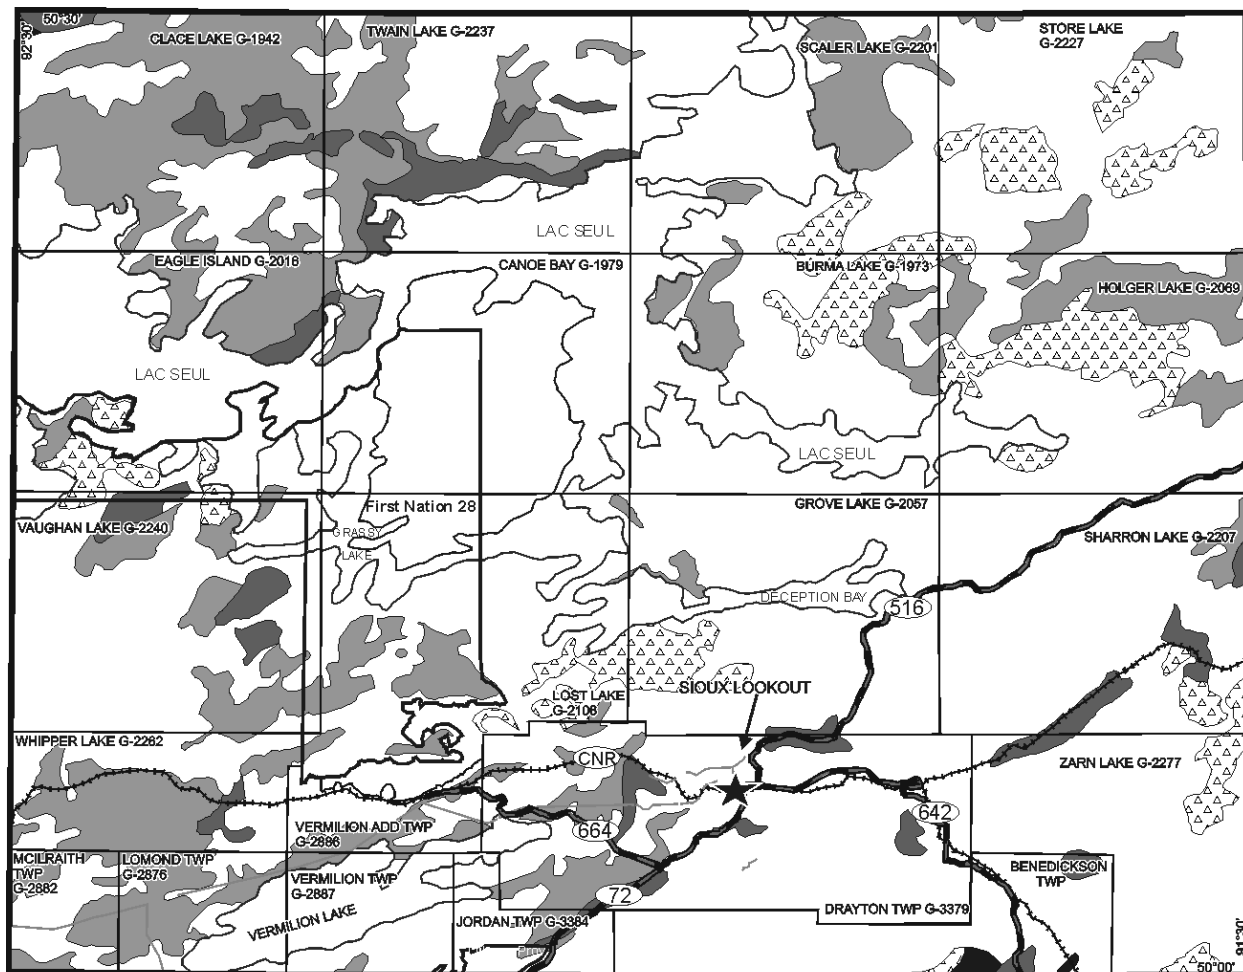 50°30'
92°30'
CLACE LAKE G-1942
TWAIN LAKE G-2237
SCALER LAKE G-2201
STORE LAKE
G-2227
LAC SEUL
EAGLE ISLAND G-2016
CANOE BAY G-1979
BURMA LAKE G-1973
HOLGER LAKE G-2069
LAC SEUL
LAC SEUL
First Nation 28
GROVE LAKE G-2057
VAUGHAN LAKE G-2240
GRASSY
LAKE
SHARRON LAKE G-2207
DECEPTION BAY
516
SIOUX LOOKOUT
LOST LAKE
G-2108
WHIPPER LAKE G-2262
CNR
ZARN LAKE G-2277
642
664
VERMILION ADD TWP
G-2886
MCILRAITH
TWP
G-2882
LOMOND TWP
G-2876
VERMILION TWP
G-2887
BENEDICKSON
TWP
72
VERMILION LAKE
JORDAN TWP G-3384
DRAYTON TWP G-3379
91°30'
50°00'